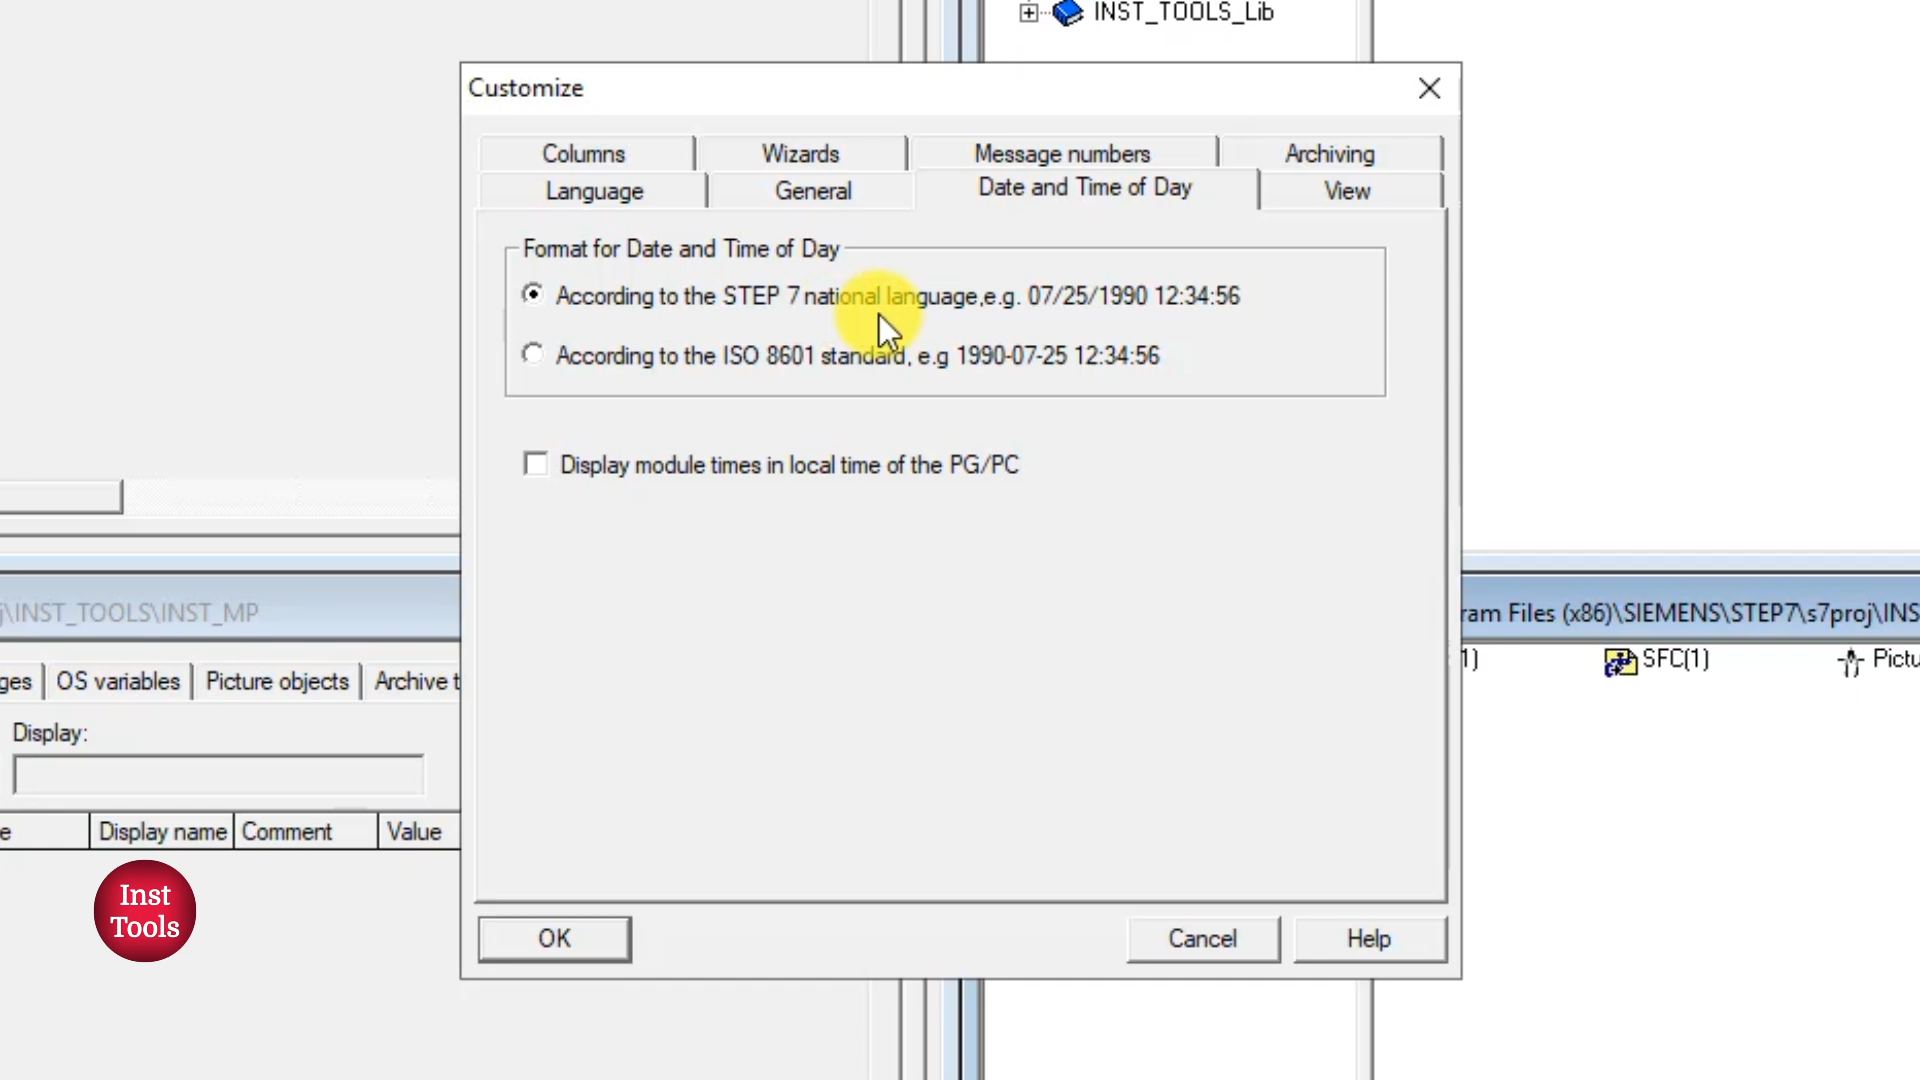 INST_TOOLS_Lib
Customize
Columns Wizards Message numbers Archiving
Language General Date and Time of Day View
Format for Date and Time of Day
According to the STEP 7 national language,e.g. 07/25/1990 12:34:56
According to the ISO 8601 standard, e.g 1990-07-25 12:34:56
Display module times in local time of the PG/PC
OK Cancel Help
j\INST_TOOLS\INST_MP
ram Files (x86)\SIEMENS\STEP7\s7proj\INS
ges OS variables Picture objects Archive t
1) SFC(1) Pictu
Display:
e Display name Comment Value
Inst
Tools